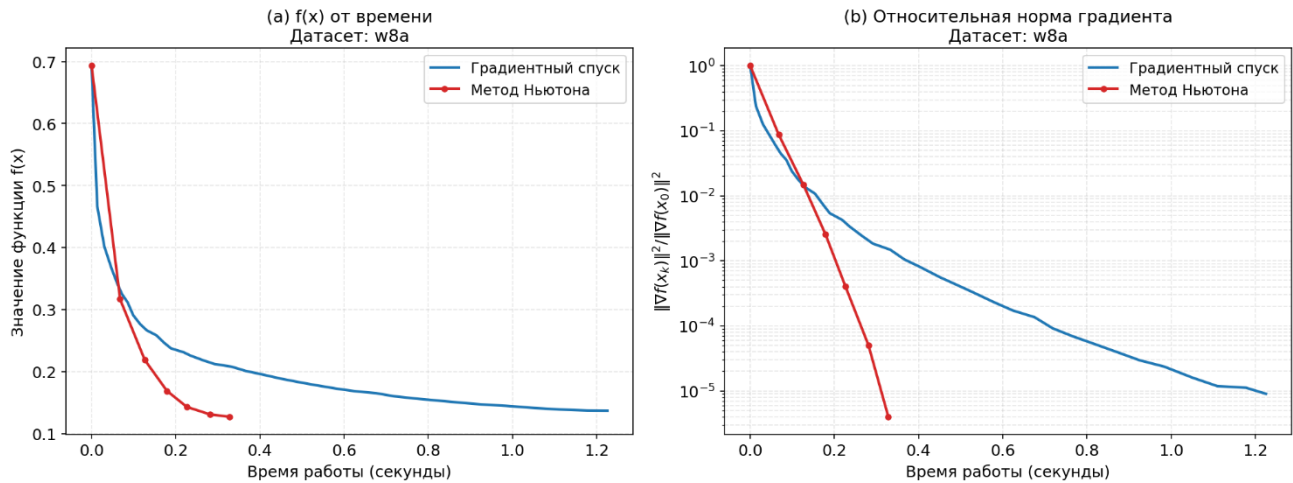 (a) f(x) от времени
Датасет: w8a
Значение функции f(x)
0.7
0.6
0.5
0.4
0.3
0.2
0.1
Градиентный спуск
Метод Ньютона
0.0 0.2 0.4 0.6 0.8 1.0 1.2
Время работы (секунды)
(b) Относительная норма градиента
Датасет: w8a
‖∇f(x_k)‖²/‖∇f(x_0)‖²
10⁰
10⁻¹
10⁻²
10⁻³
10⁻⁴
10⁻⁵
Градиентный спуск
Метод Ньютона
0.0 0.2 0.4 0.6 0.8 1.0 1.2
Время работы (секунды)